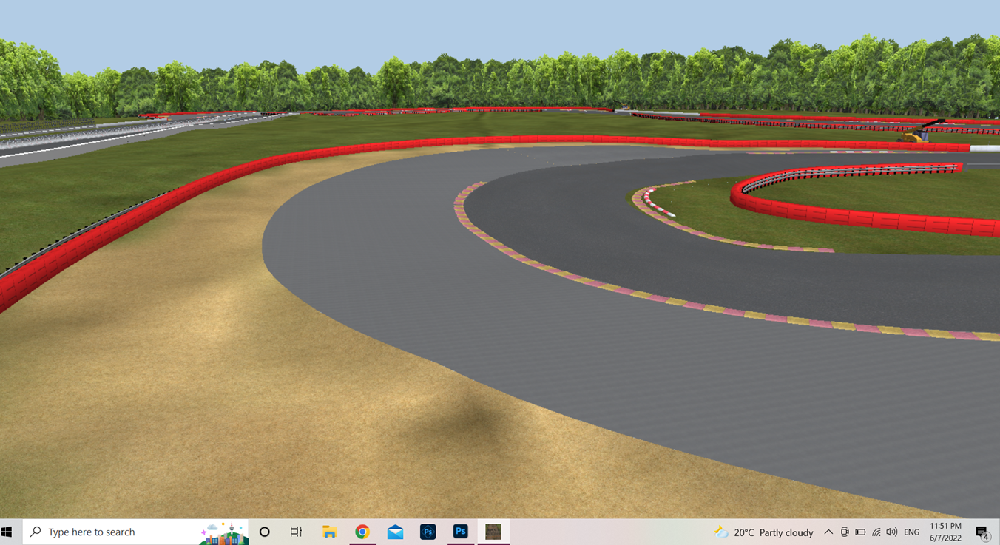 Type here to search
Ps
Ps
20°C Partly cloudy
ENG
11:51 PM
6/7/2022
4